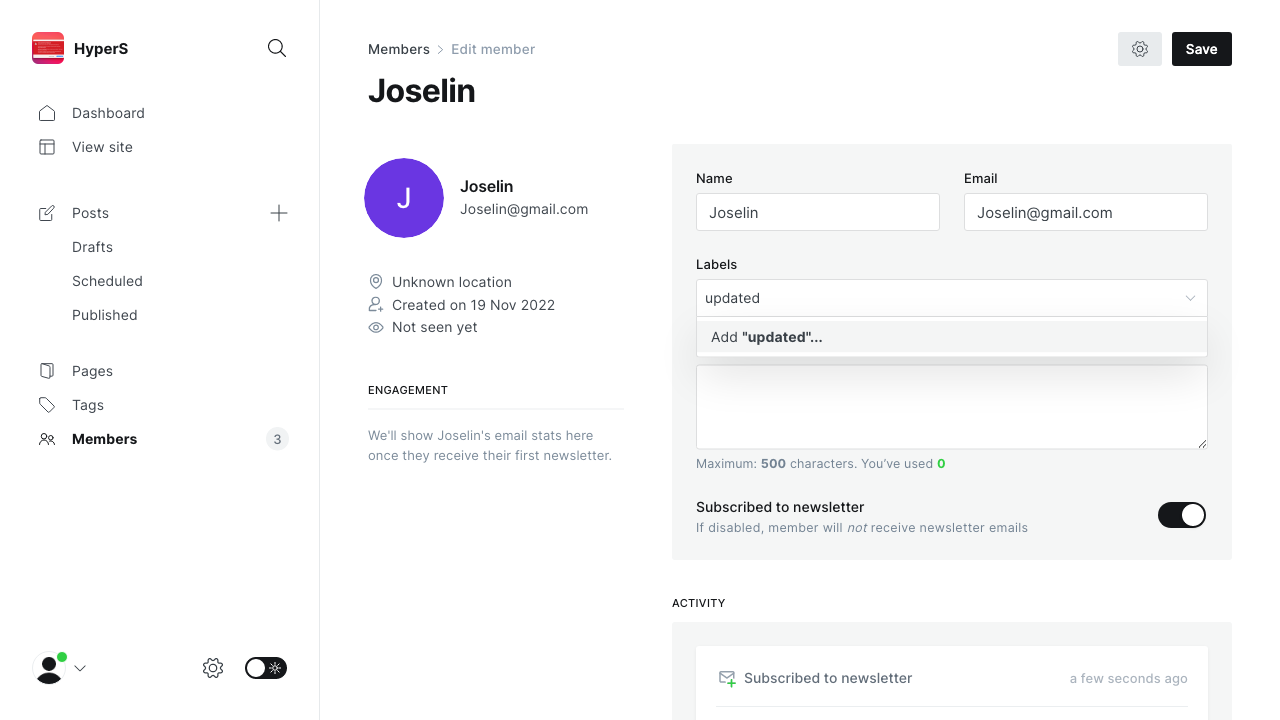 HyperS
Dashboard
View site
Posts
Drafts
Scheduled
Published
Pages
Tags
Members
3
Members
Edit member
Save
Joselin
J
Joselin
Joselin@gmail.com
Unknown location
Created on 19 Nov 2022
Not seen yet
ENGAGEMENT
We'll show Joselin's email stats here
once they receive their first newsletter.
Name
Email
Joselin
Joselin@gmail.com
Labels
updated
Add "updated"...
Maximum: 500 characters. You've used 0
Subscribed to newsletter
If disabled, member will not receive newsletter emails
ACTIVITY
Subscribed to newsletter
a few seconds ago